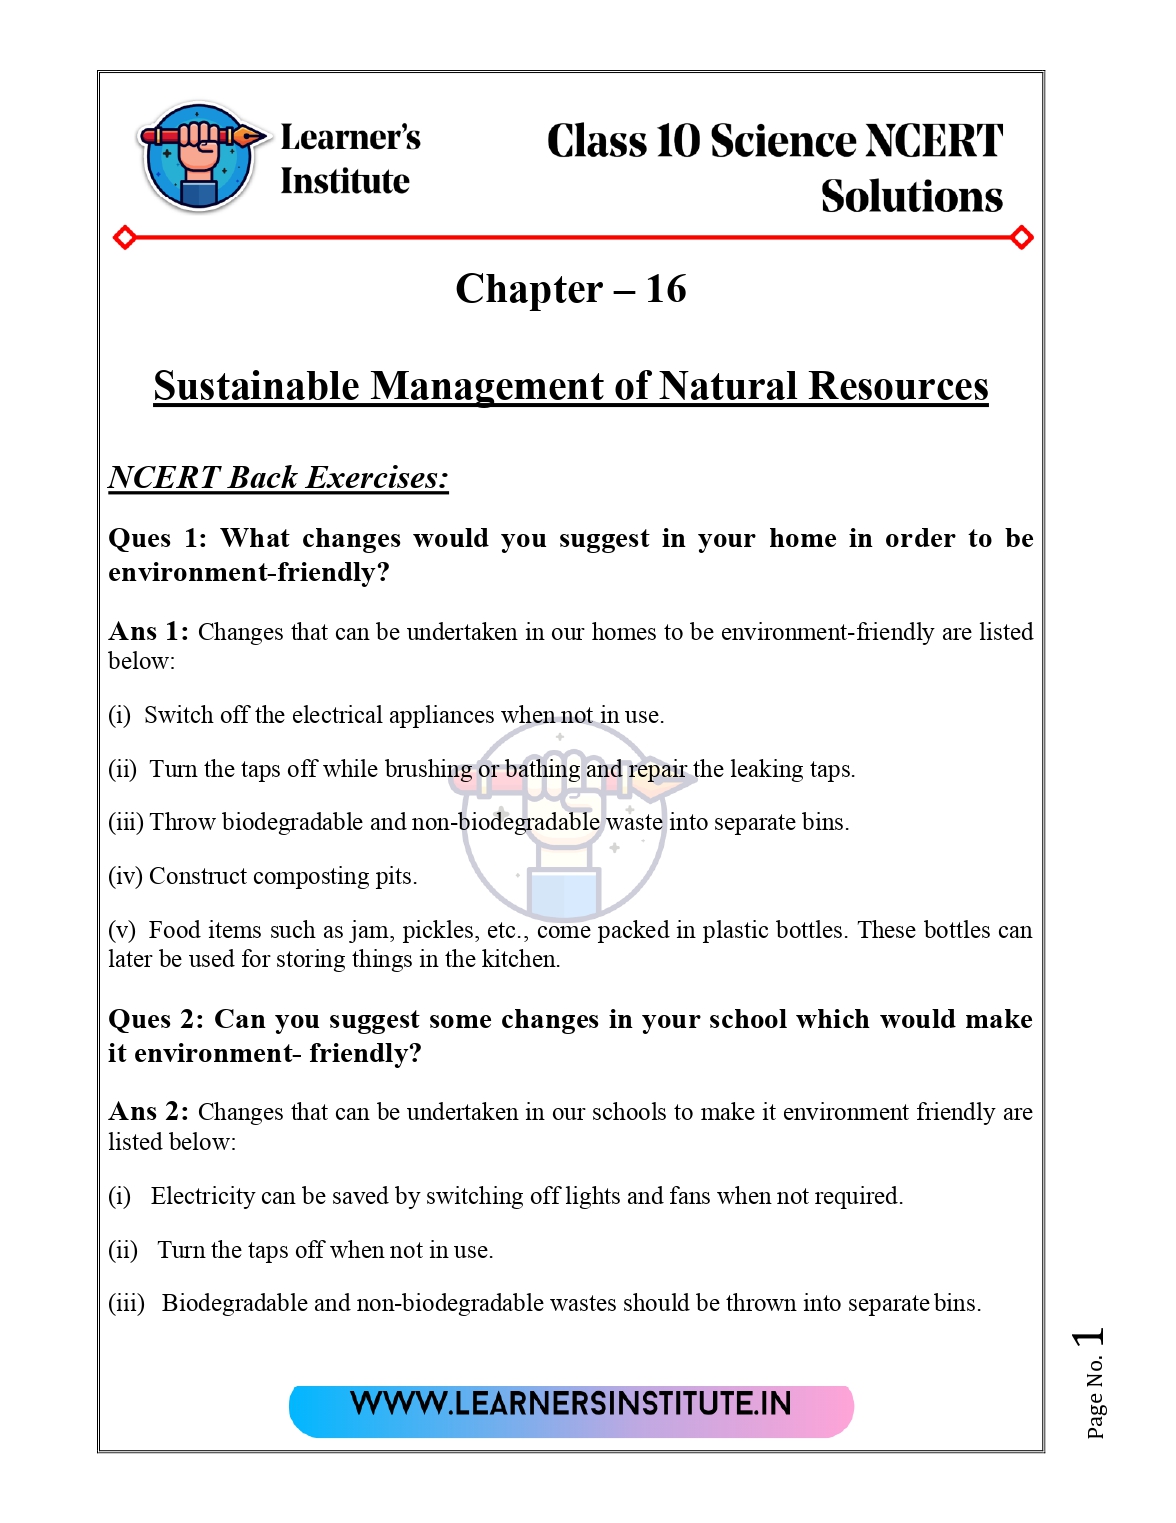 Learner's
Institute
Class 10 Science NCERT
Solutions
Chapter – 16
Sustainable Management of Natural Resources
NCERT Back Exercises:
Ques 1: What changes would you suggest in your home in order to be
environment-friendly?
Ans 1: Changes that can be undertaken in our homes to be environment-friendly are listed
below:
(i) Switch off the electrical appliances when not in use.
(ii) Turn the taps off while brushing or bathing and repair the leaking taps.
(iii) Throw biodegradable and non-biodegradable waste into separate bins.
(iv) Construct composting pits.
(v) Food items such as jam, pickles, etc., come packed in plastic bottles. These bottles can
later be used for storing things in the kitchen.
Ques 2: Can you suggest some changes in your school which would make
it environment- friendly?
Ans 2: Changes that can be undertaken in our schools to make it environment friendly are
listed below:
(i) Electricity can be saved by switching off lights and fans when not required.
(ii) Turn the taps off when not in use.
(iii) Biodegradable and non-biodegradable wastes should be thrown into separate bins.
WWW.LEARNERSINSTITUTE.IN
Page No. 1